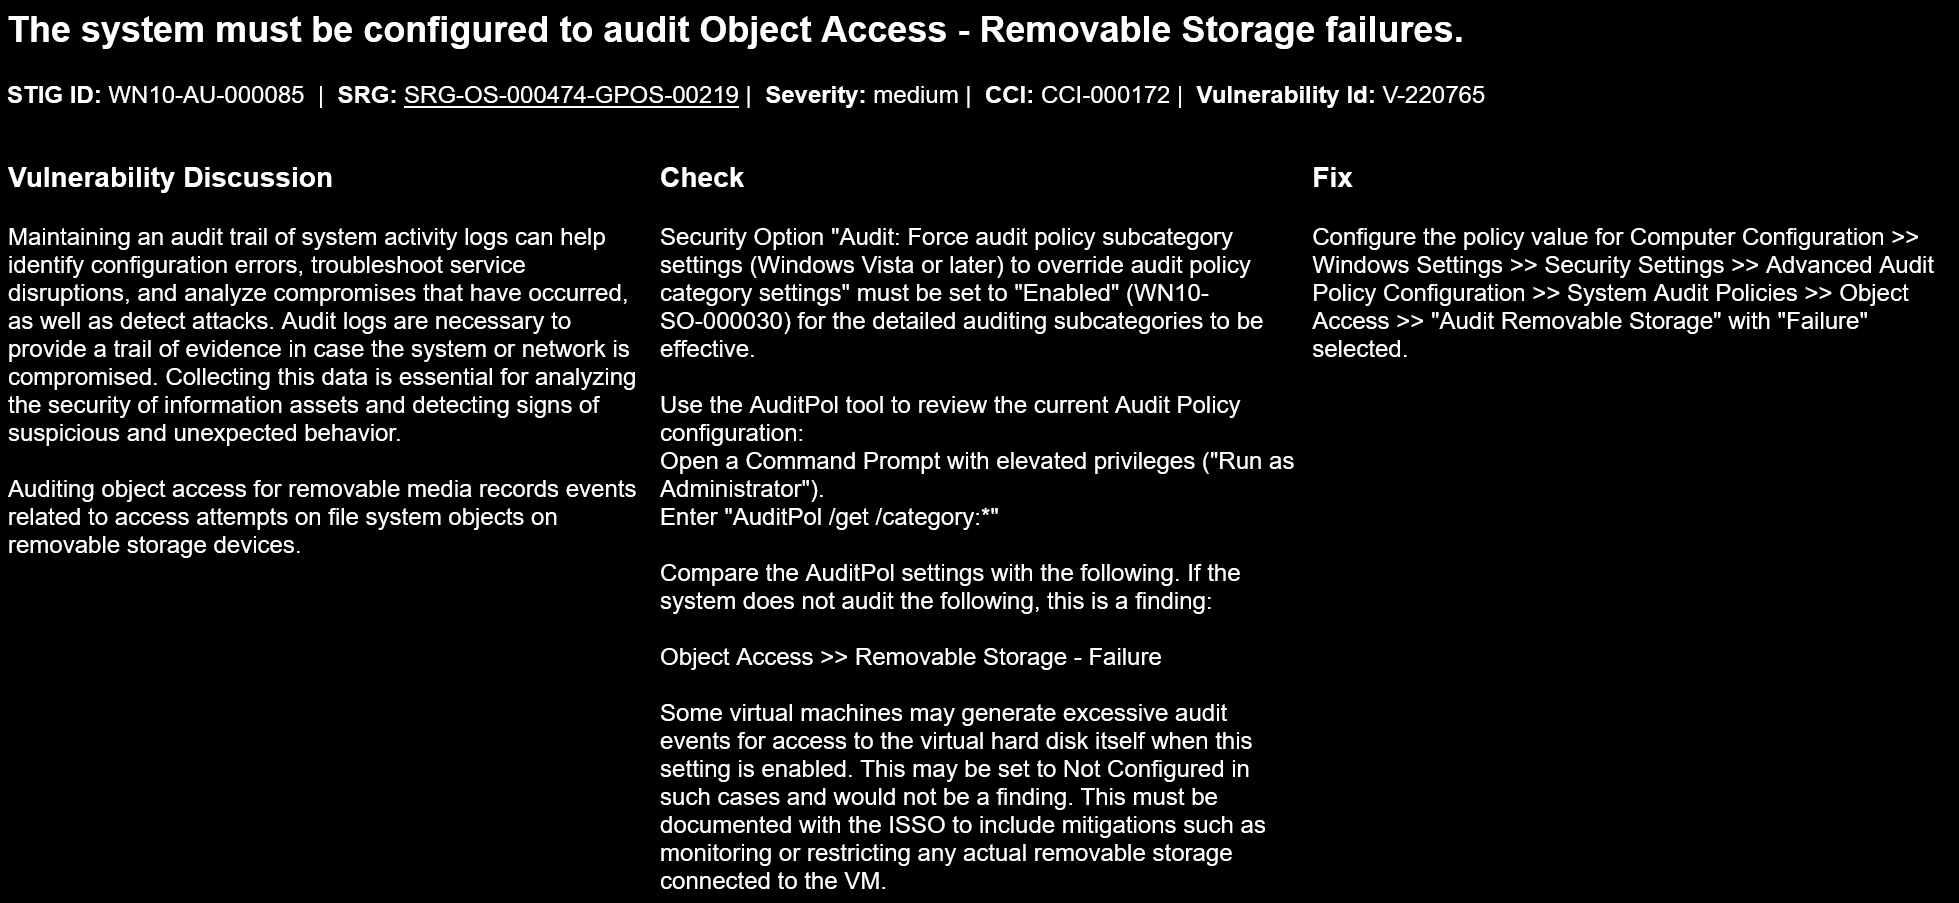 The system must be configured to audit Object Access - Removable Storage failures.
STIG ID: WN10-AU-000085 | SRG: SRG-OS-000474-GPOS-00219 | Severity: medium | CCI: CCI-000172 | Vulnerability Id: V-220765
Vulnerability Discussion
Maintaining an audit trail of system activity logs can help
identify configuration errors, troubleshoot service
disruptions, and analyze compromises that have occurred,
as well as detect attacks. Audit logs are necessary to
provide a trail of evidence in case the system or network is
compromised. Collecting this data is essential for analyzing
the security of information assets and detecting signs of
suspicious and unexpected behavior.
Auditing object access for removable media records events
related to access attempts on file system objects on
removable storage devices.
Check
Security Option "Audit: Force audit policy subcategory
settings (Windows Vista or later) to override audit policy
category settings" must be set to "Enabled" (WN10-
SO-000030) for the detailed auditing subcategories to be
effective.
Use the AuditPol tool to review the current Audit Policy
configuration:
Open a Command Prompt with elevated privileges ("Run as
Administrator").
Enter "AuditPol /get /category:*"
Compare the AuditPol settings with the following. If the
system does not audit the following, this is a finding:
Object Access >> Removable Storage - Failure
Some virtual machines may generate excessive audit
events for access to the virtual hard disk itself when this
setting is enabled. This may be set to Not Configured in
such cases and would not be a finding. This must be
documented with the ISSO to include mitigations such as
monitoring or restricting any actual removable storage
connected to the VM.
Fix
Configure the policy value for Computer Configuration >>
Windows Settings >> Security Settings >> Advanced Audit
Policy Configuration >> System Audit Policies >> Object
Access >> "Audit Removable Storage" with "Failure"
selected.